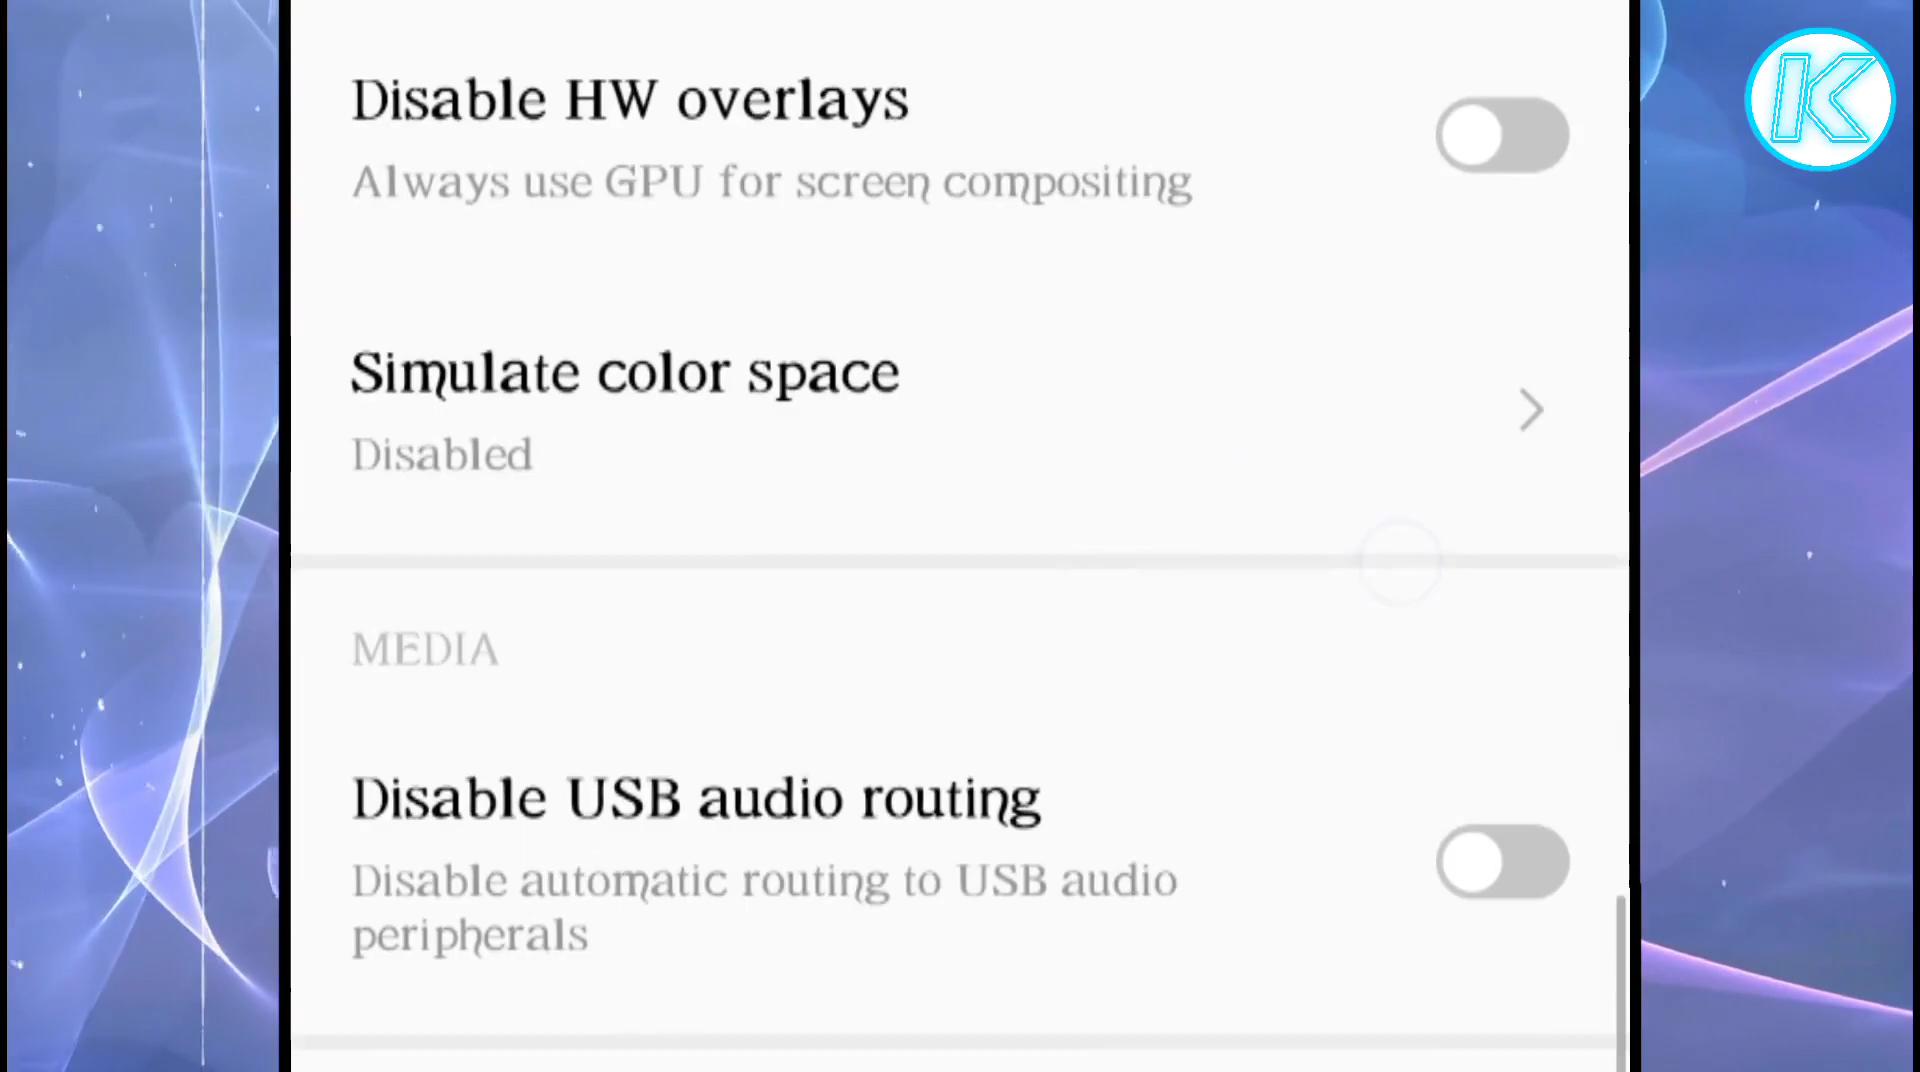 Disable HW overlays
Always use GPU for screen compositing
Simulate color space
Disabled
MEDIA
Disable USB audio routing
Disable automatic routing to USB audio
peripherals
K